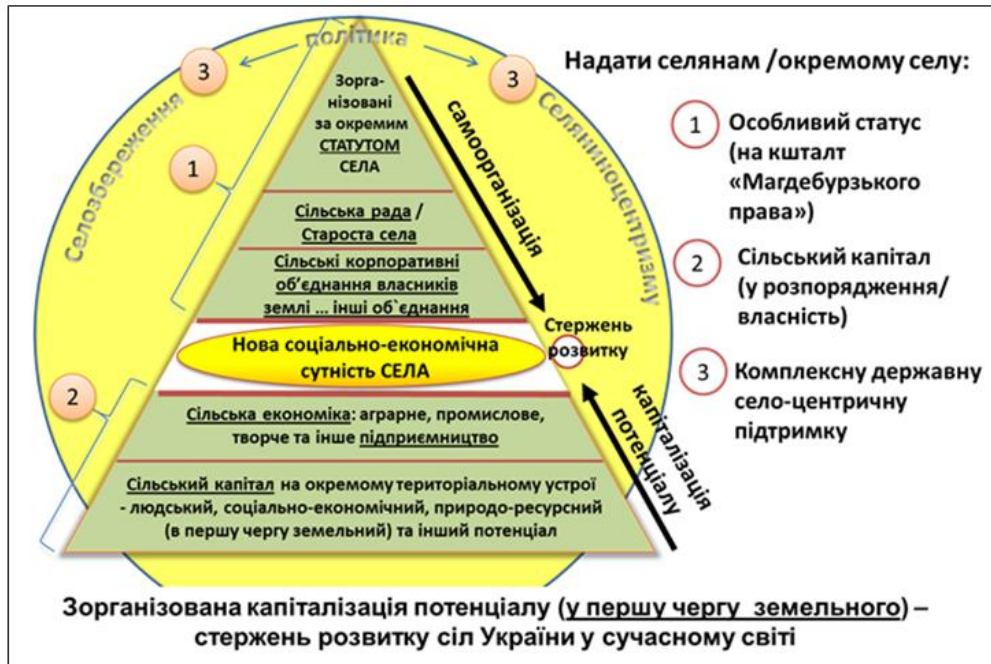 політика
3
3
Селозбереження
Селяниноцентризму
1
2
Зорга-
нізовані
за окремим
СТАТУТОМ
СЕЛА
Сільська рада /
Староста села
Сільські корпоративні
об’єднання власників
землі ... інші об`єднання
Нова соціально-економічна
сутність СЕЛА
Сільська економіка: аграрне, промислове,
творче та інше підприємництво
Сільський капітал на окремому територіальному устрої
- людський, соціально-економічний, природо-ресурсний
(в першу чергу земельний) та інший потенціал
самоорганізація
Стержень
розвитку
капіталізація
потенціалу
Надати селянам /окремому селу:
1 Особливий статус
(на кшталт
«Магдебурзького
права»)
2 Сільський капітал
(у розпорядження/
власність)
3 Комплексну державну
село-центричну
підтримку
Зорганізована капіталізація потенціалу (у першу чергу земельного) –
стержень розвитку сіл України у сучасному світі